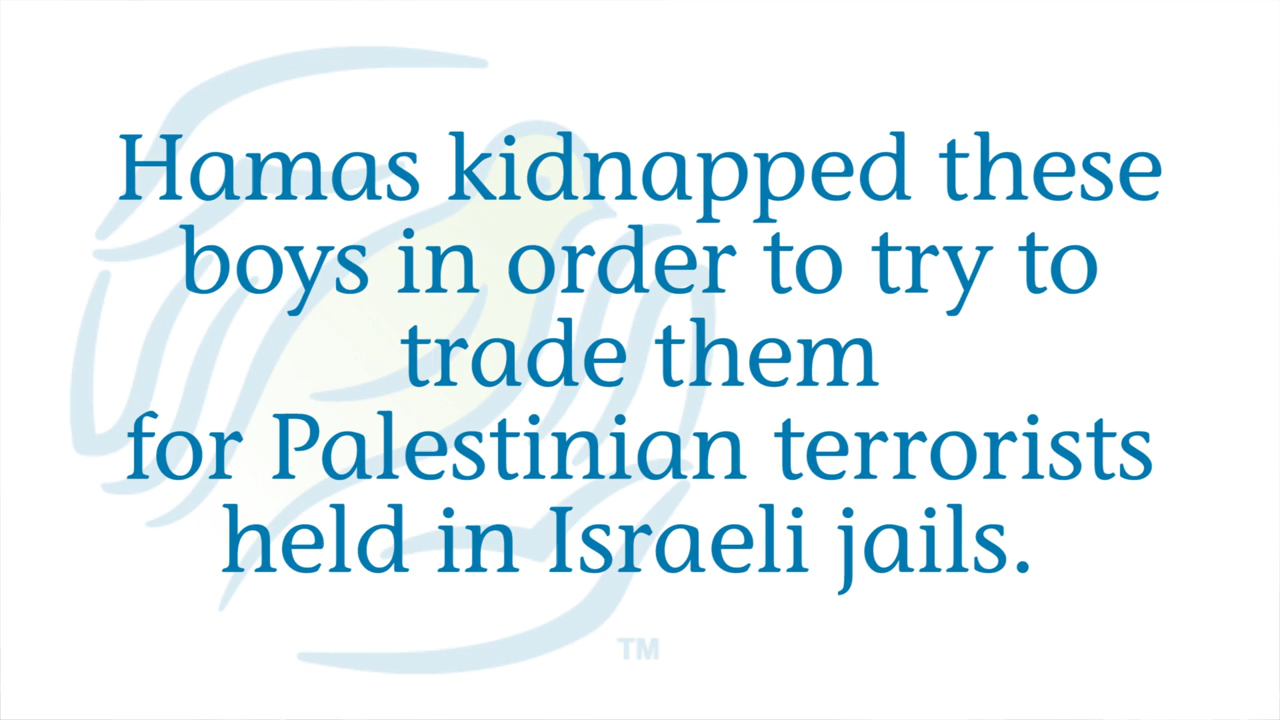 Hamas kidnapped these
boys in order to try to
trade them
for Palestinian terrorists
held in Israeli jails.
TM